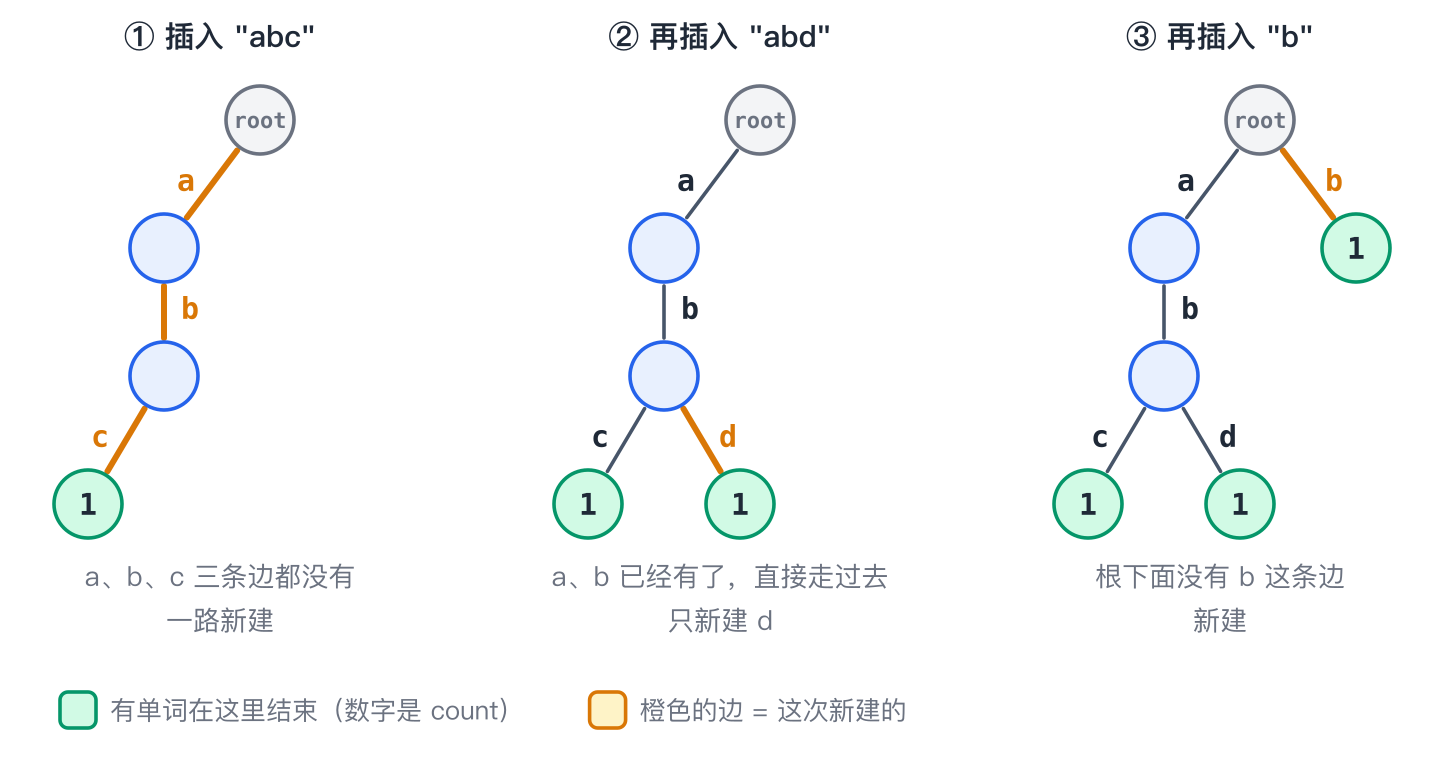 ① 插入 "abc"
root
a
b
c
1
a、b、c 三条边都没有
一路新建
② 再插入 "abd"
root
a
b
c
d
1
1
a、b 已经有了，直接走过去
只新建 d
③ 再插入 "b"
root
a
b
1
b
c
d
1
1
根下面没有 b 这条边
新建
有单词在这里结束（数字是 count）
橙色的边 = 这次新建的